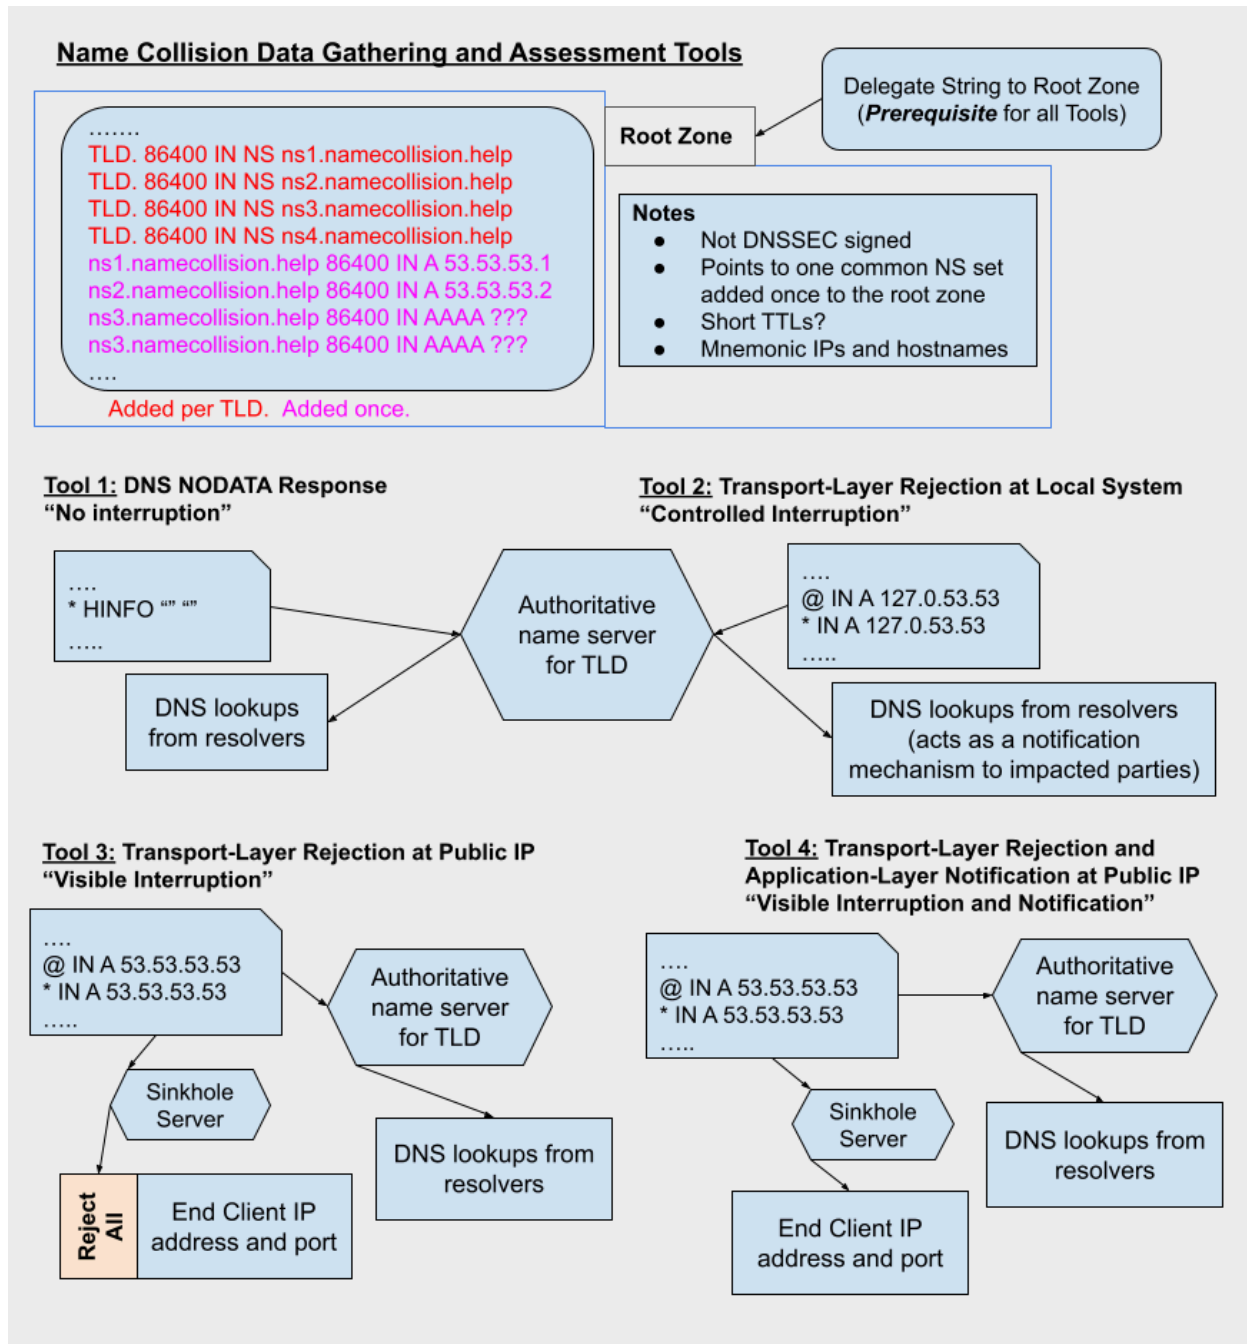 Name Collision Data Gathering and Assessment Tools
Delegate String to Root Zone
(Prerequisite for all Tools)
Root Zone
.......
TLD. 86400 IN NS ns1.namecollision.help
TLD. 86400 IN NS ns2.namecollision.help
TLD. 86400 IN NS ns3.namecollision.help
TLD. 86400 IN NS ns4.namecollision.help
ns1.namecollision.help 86400 IN A 53.53.53.1
ns2.namecollision.help 86400 IN A 53.53.53.2
ns3.namecollision.help 86400 IN AAAA ???
ns3.namecollision.help 86400 IN AAAA ???
....
Added per TLD. Added once.
Notes
● Not DNSSEC signed
● Points to one common NS set
added once to the root zone
● Short TTLs?
● Mnemonic IPs and hostnames
Tool 1: DNS NODATA Response
“No interruption”
....
* HINFO “” “”
.....
DNS lookups
from resolvers
Authoritative
name server
for TLD
Tool 2: Transport-Layer Rejection at Local System
“Controlled Interruption”
....
@ IN A 127.0.53.53
* IN A 127.0.53.53
.....
DNS lookups from resolvers
(acts as a notification
mechanism to impacted parties)
Tool 3: Transport-Layer Rejection at Public IP
“Visible Interruption”
....
@ IN A 53.53.53.53
* IN A 53.53.53.53
.....
Authoritative
name server
for TLD
Sinkhole
Server
DNS lookups from
resolvers
Reject
All
End Client IP
address and port
Tool 4: Transport-Layer Rejection and
Application-Layer Notification at Public IP
“Visible Interruption and Notification”
....
@ IN A 53.53.53.53
* IN A 53.53.53.53
.....
Authoritative
name server
for TLD
Sinkhole
Server
DNS lookups from
resolvers
End Client IP
address and port